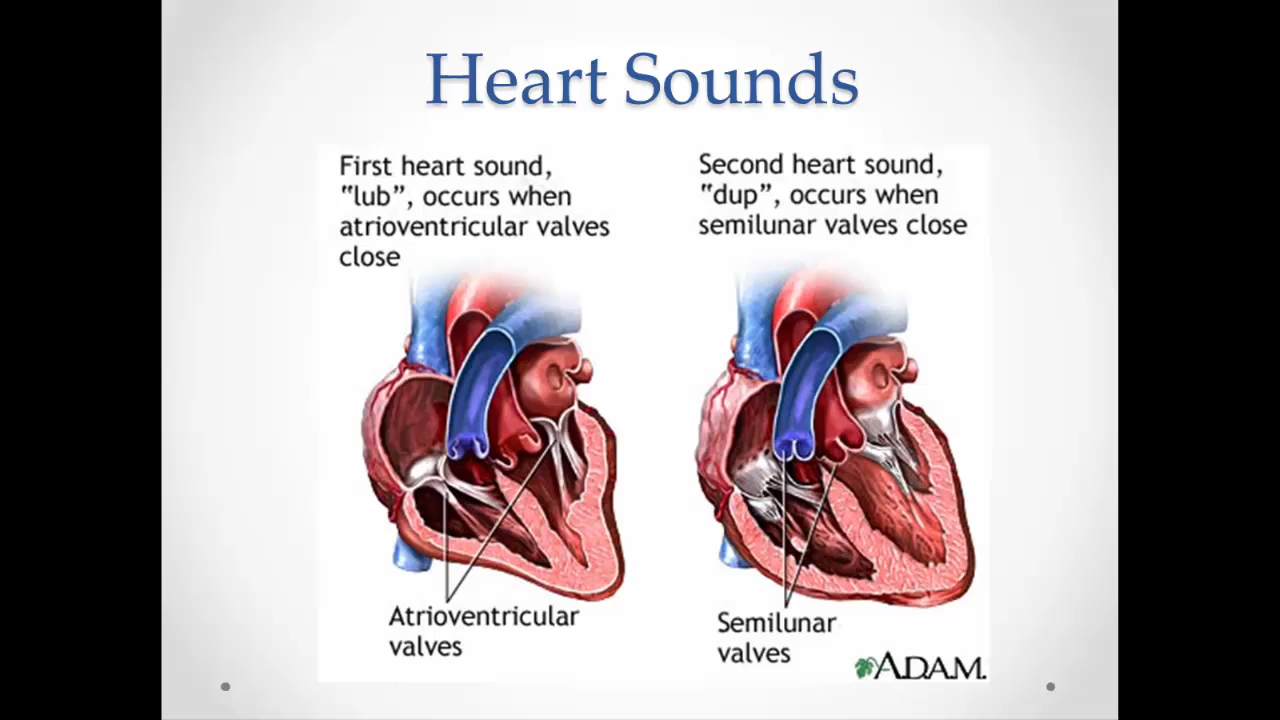 Heart Sounds
First heart sound,
“lub”, occurs when
atrioventricular valves
close
Second heart sound,
“dup”, occurs when
semilunar valves close
Atrioventricular
valves
Semilunar
valves
A.D.A.M.